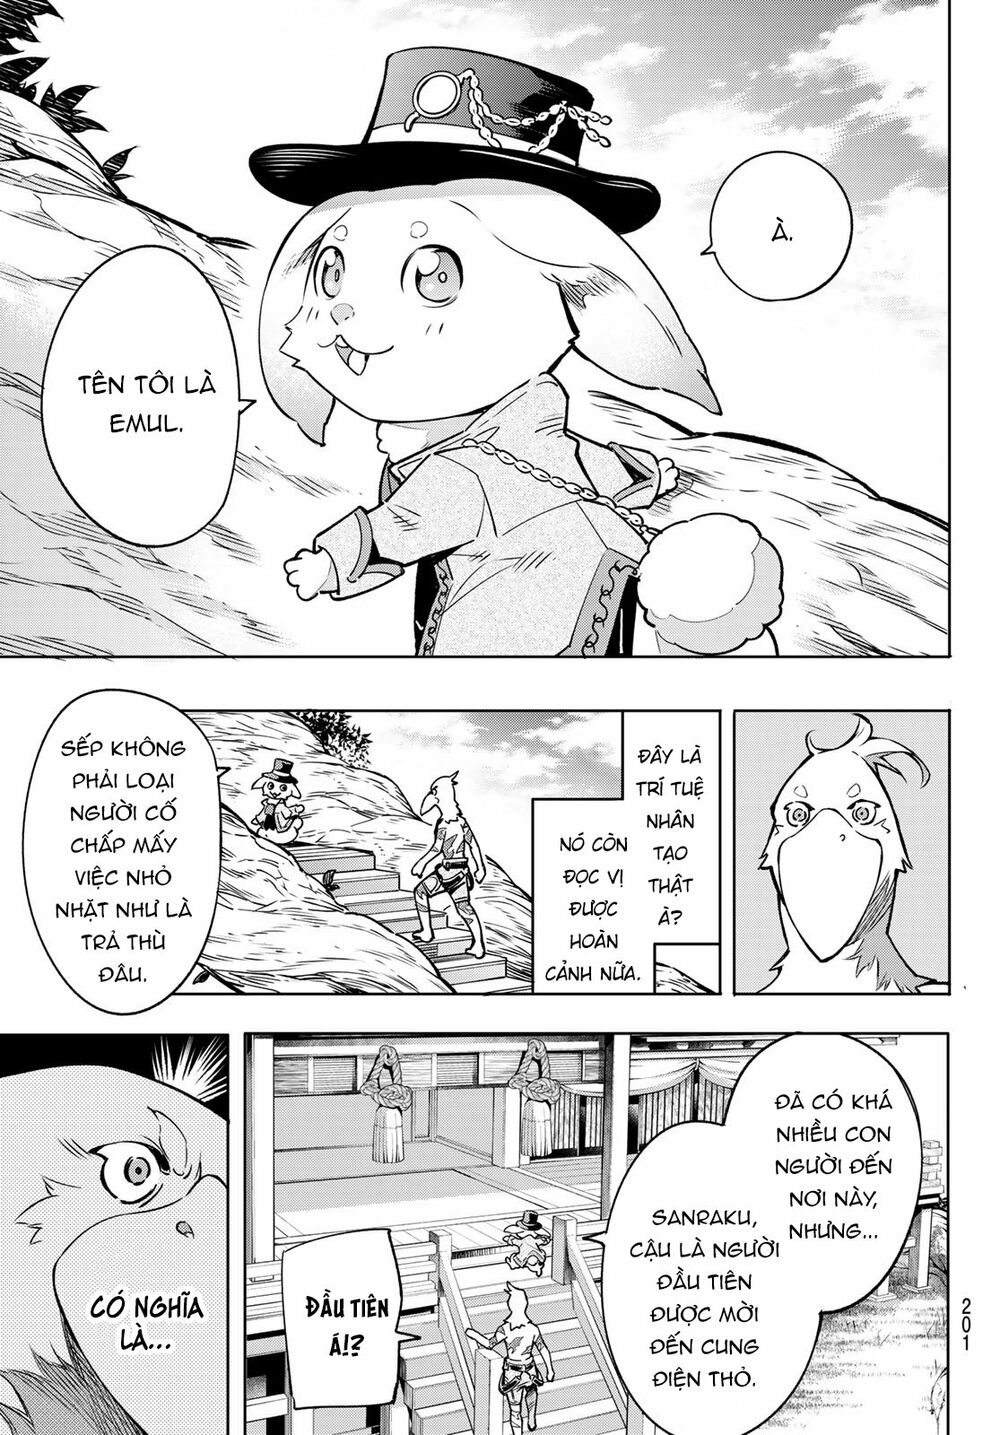 À.
TÊN TÔI LÀ
EMUL.
ĐÂY LÀ
TRÍ TUỆ
NHÂN
TẠO THẬT
À?
NÓ CÒN
ĐỌC VỊ
ĐƯỢC
HOÀN
CẢNH NỮA.
SẾP KHÔNG
PHẢI LOẠI
NGƯỜI CỐ
CHẤP MẤY
VIỆC NHỎ
NHẶT NHƯ LÀ
TRẢ THÙ
ĐÂU.
ĐÃ CÓ KHÁ
NHIỀU CON
NGƯỜI ĐẾN
NƠI NÀY,
NHƯNG...
SANRAKU,
CẬU LÀ NGƯỜI
ĐẦU TIÊN
ĐƯỢC MỜI
ĐẾN CUNG
ĐIỆN THỎ.
ĐẦU TIÊN
Á!?
CÓ NGHĨA
LÀ...
201